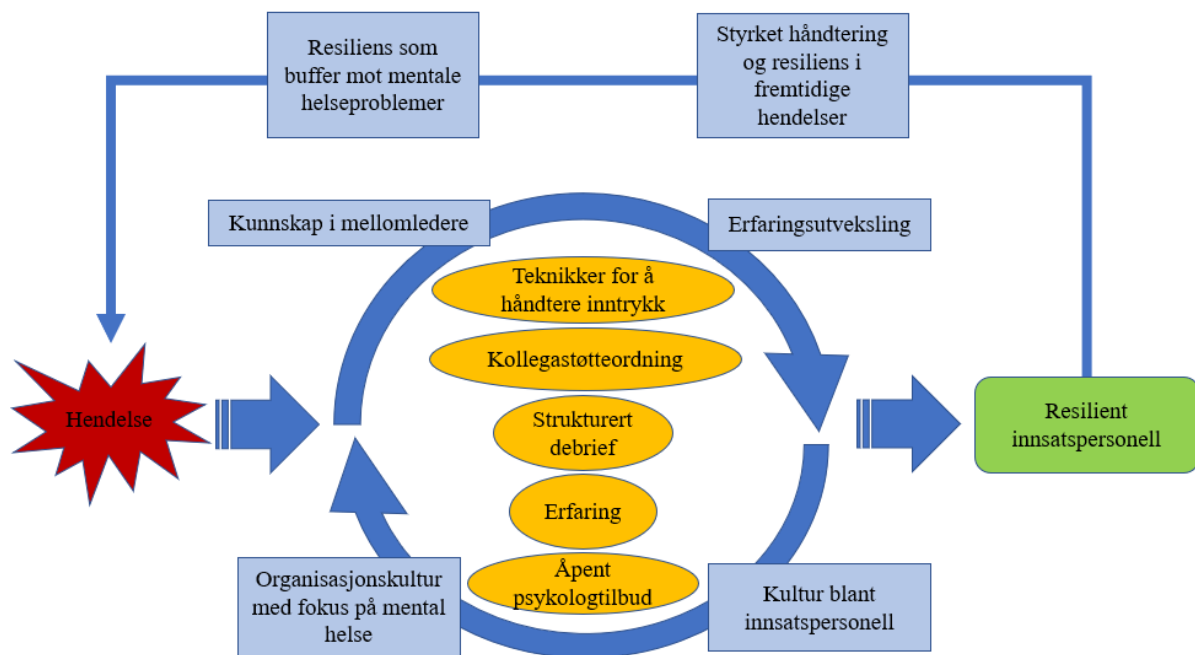 Resiliens som
buffer mot mentale
helseproblemer
Styrket håndtering
og resiliens i
fremtidige
hendelser
Kunnskap i mellomledere
Erfaringsutveksling
Teknikker for å
håndtere inntrykk
Kollegastøtteordning
Hendelse
Strukturert
debrief
Resilient
innsatspersonell
Erfaring
Åpent
psykologtilbud
Organisasjonskultur
med fokus på mental
helse
Kultur blant
innsatspersonell